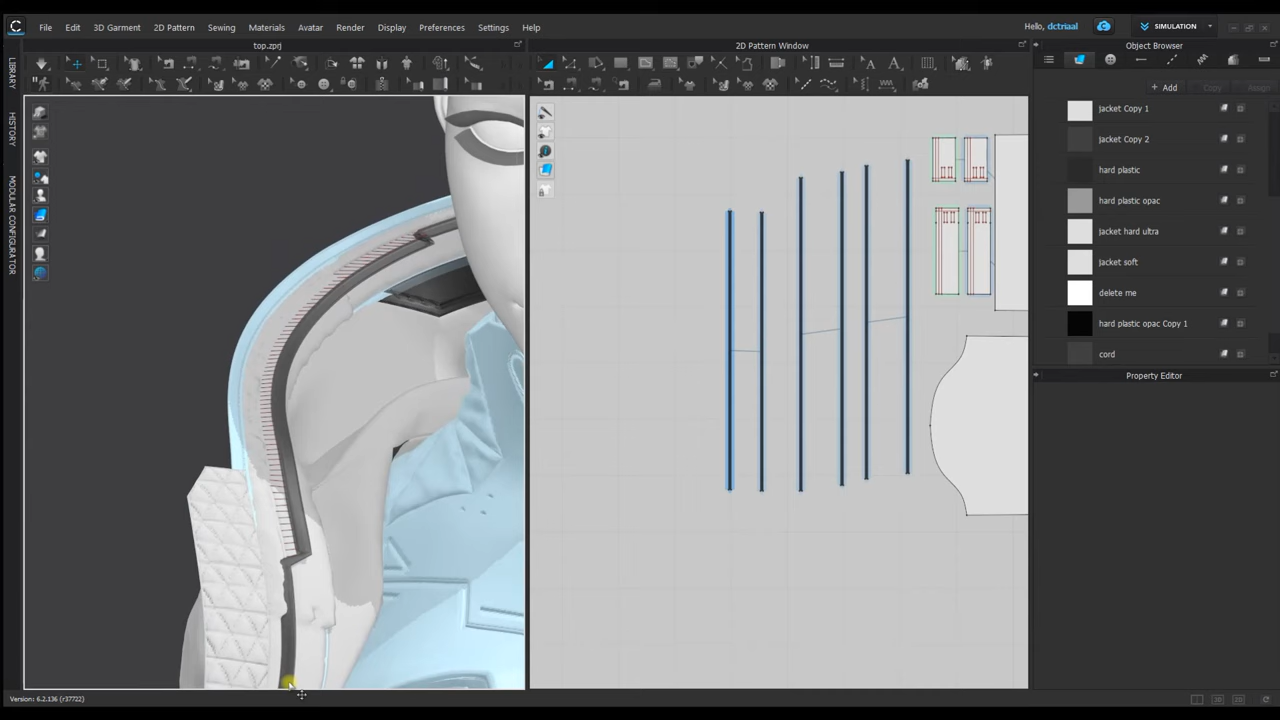 C File Edit 3D Garment 2D Pattern Sewing Materials Avatar Render Display Preferences Settings Help Hello, dctriaal SIMULATION
top.zprj 2D Pattern Window Object Browser
LIBRARY
HISTORY
MODULAR CONFIGURATOR
+ Add Copy Assign
jacket Copy 1
jacket Copy 2
hard plastic
hard plastic opac
jacket hard ultra
jacket soft
delete me
hard plastic opac Copy 1
cord
Property Editor
Version: 6.2.136 (r37722)